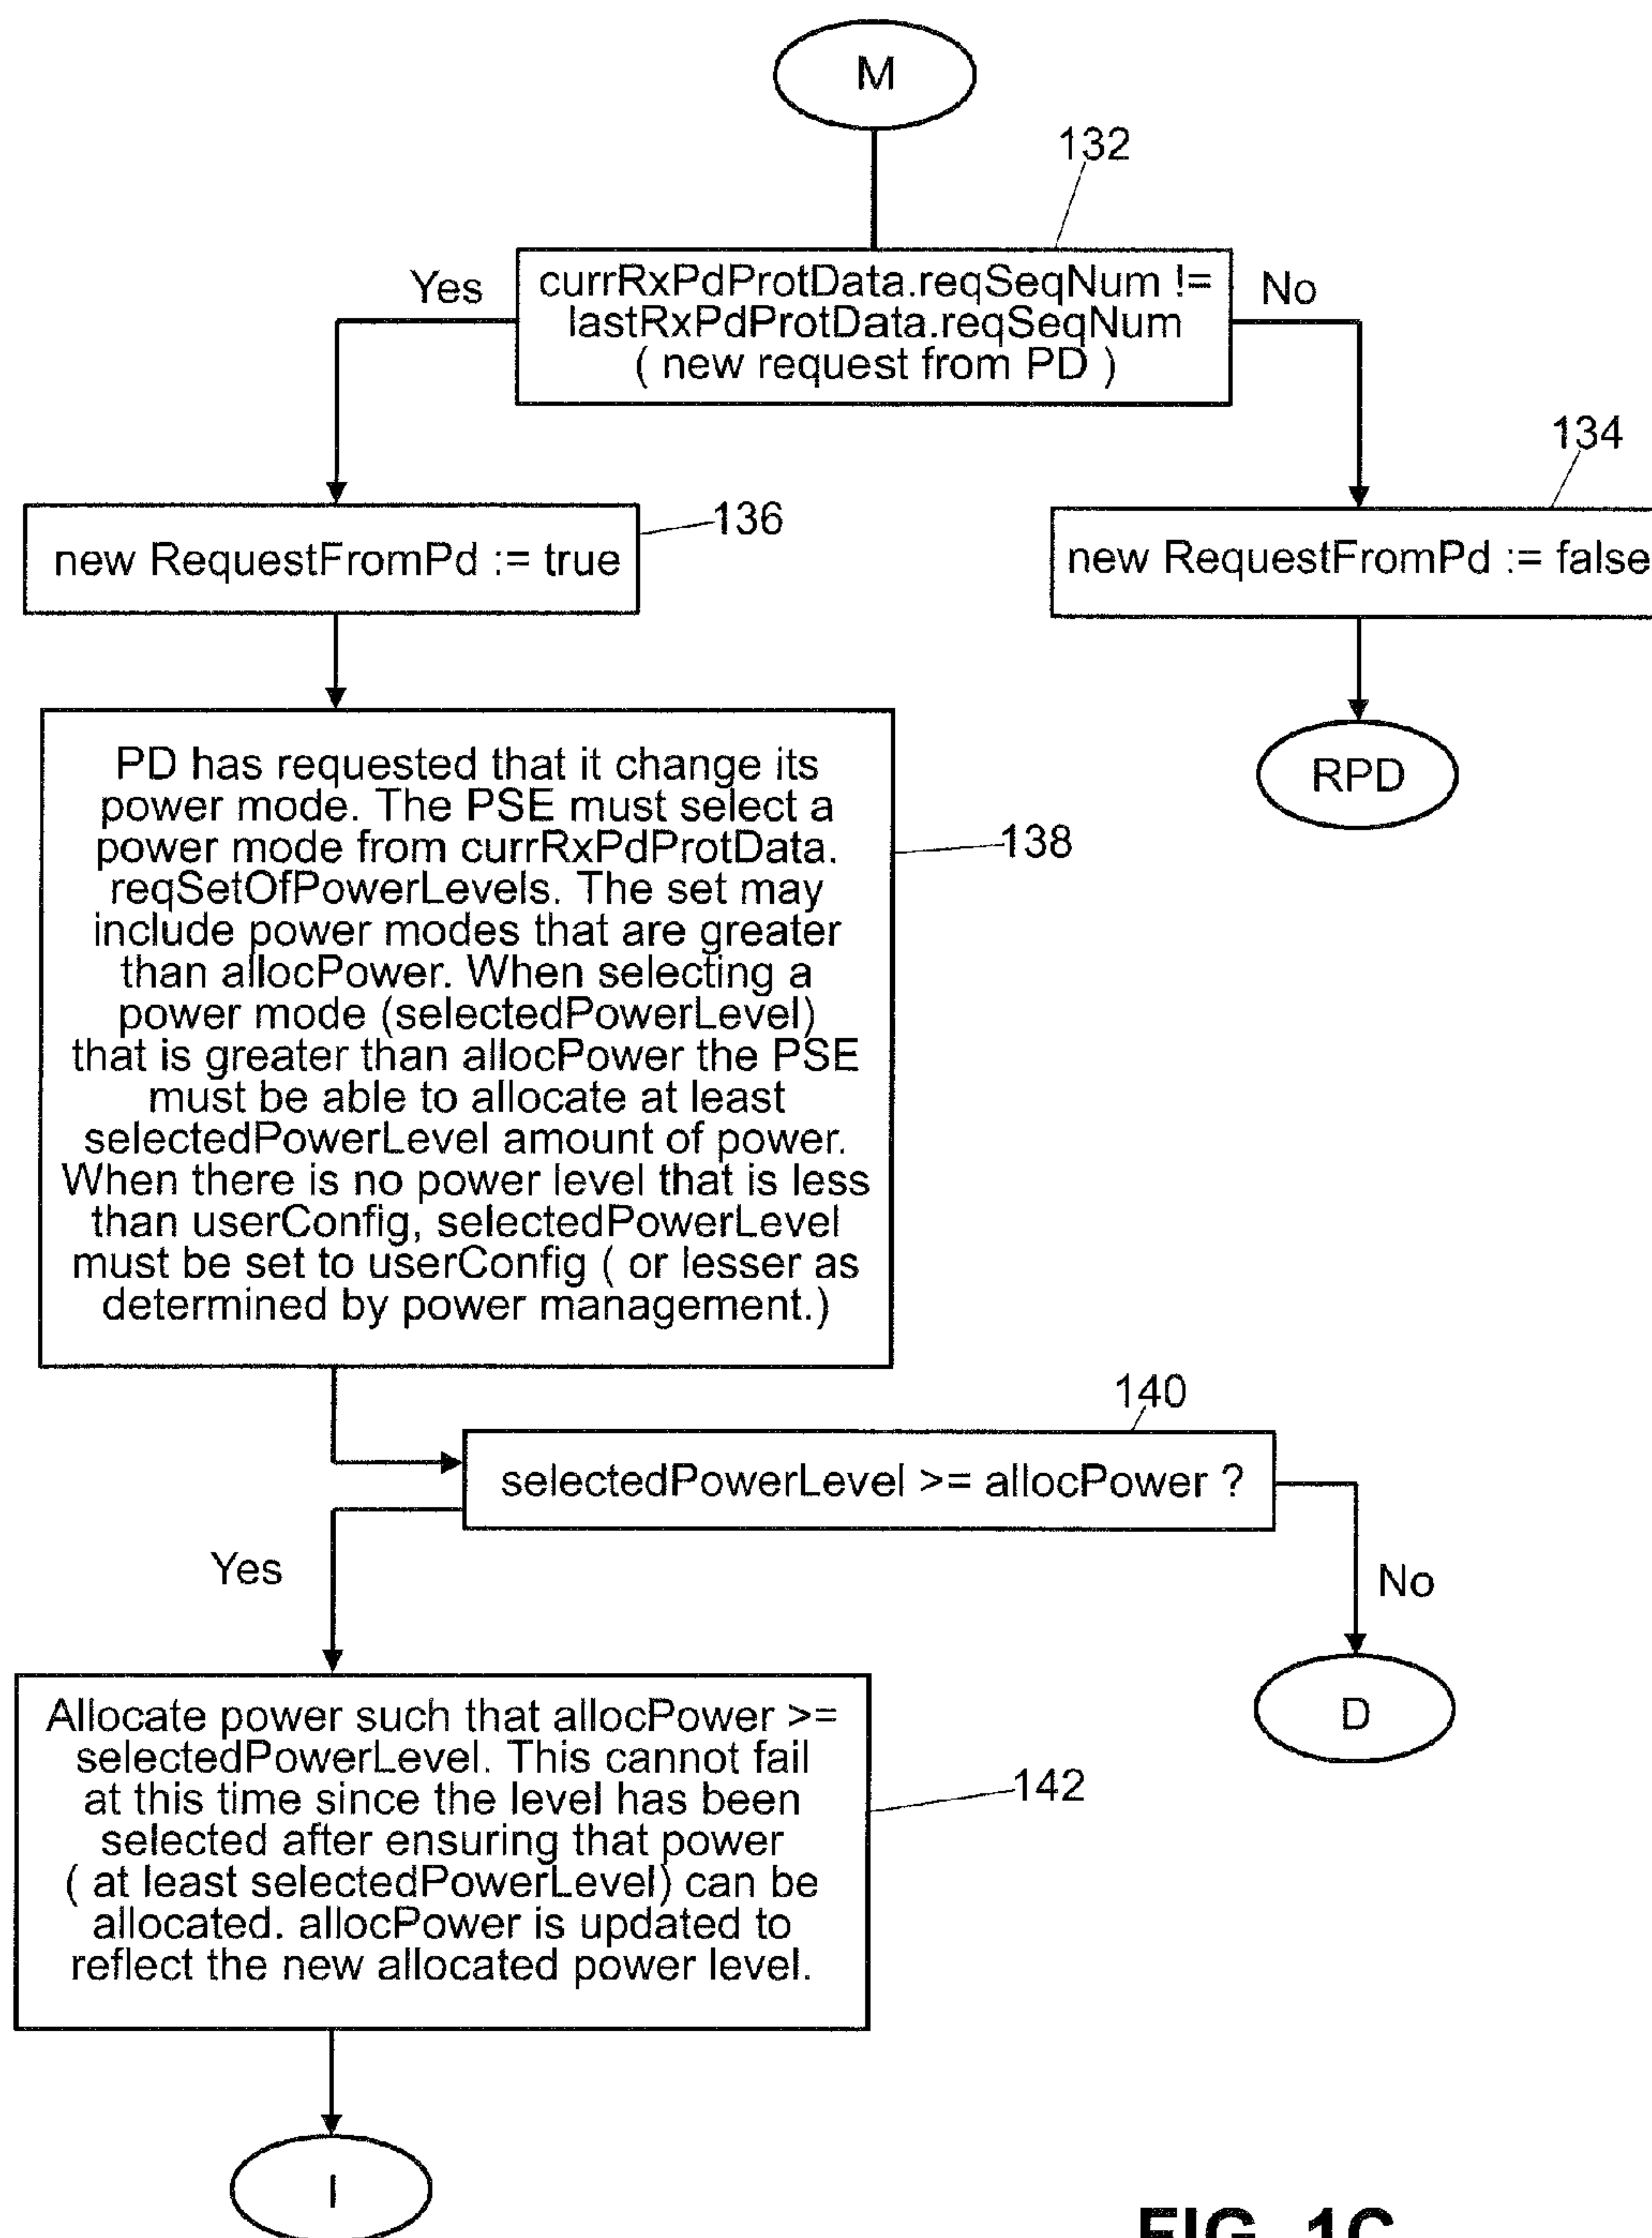 M
132
Yes
currRxPdProtData.reqSeqNum !=
No
lastRxPdProtData.reqSeqNum
( new request from PD )
134
136
new RequestFromPd := true
new RequestFromPd := false
RPD
PD has requested that it change its
power mode. The PSE must select a
power mode from currRxPdProtData.
138
reqSetOfPowerLevels. The set may
include power modes that are greater
than allocPower. When selecting a
power mode (selectedPowerLevel)
that is greater than allocPower the PSE
must be able to allocate at least
selectedPowerLevel amount of power.
When there is no power level that is less
than userConfig, selectedPowerLevel
must be set to userConfig ( or lesser as
determined by power management.)
140
selectedPowerLevel >= allocPower ?
Yes
No
Allocate power such that allocPower >=
D
selectedPowerLevel. This cannot fail
at this time since the level has been
142
selected after ensuring that power
( at least selectedPowerLevel) can be
allocated. allocPower is updated to
reflect the new allocated power level.
I
FIG. 1C